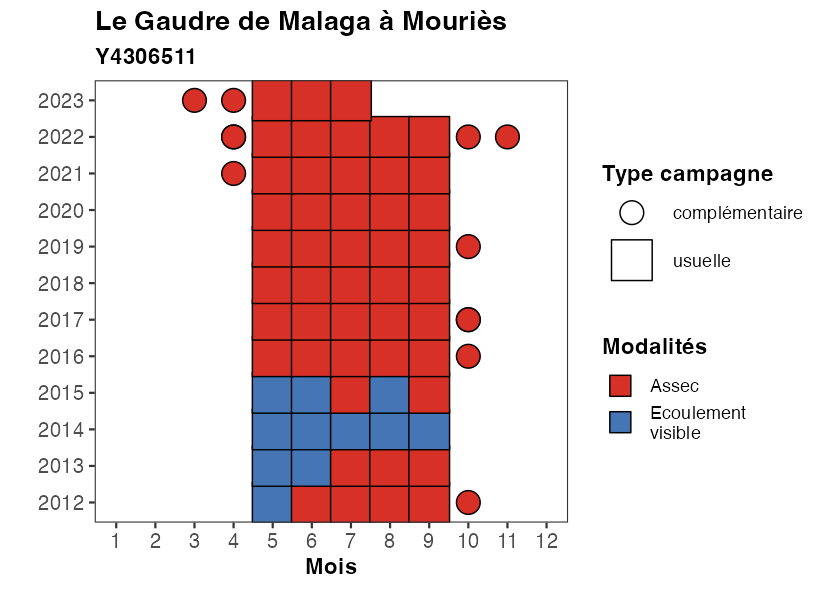 Le Gaudre de Malaga à Mouriès
Y4306511
2023
2022
2021
2020
2019
2018
2017
2016
2015
2014
2013
2012
1 2 3 4 5 6 7 8 9 10 11 12
Mois
Type campagne
complémentaire
usuelle
Modalités
Assec
Ecoulement
visible